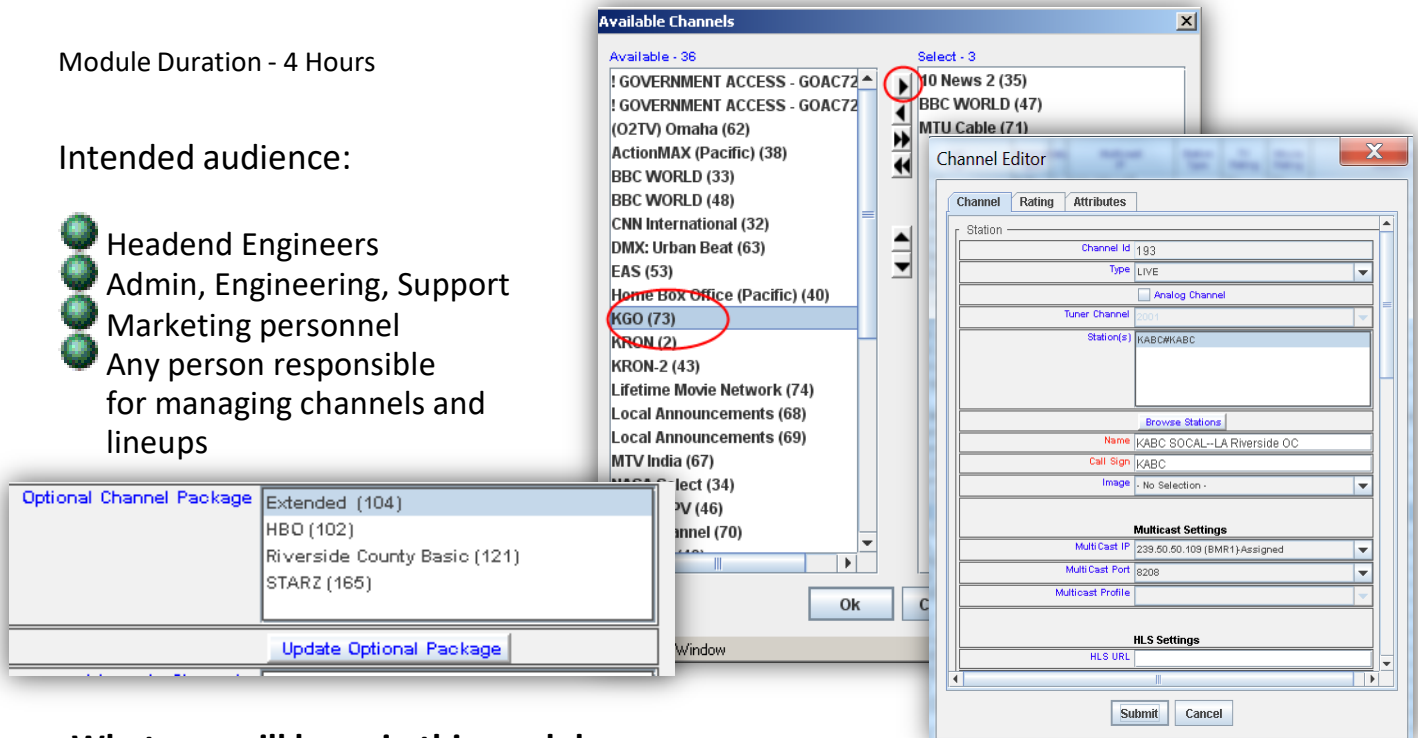 Module Duration - 4 Hours
Intended audience:
Headend Engineers
Admin, Engineering, Support
Marketing personnel
Any person responsible
for managing channels and
lineups
Available Channels
Available - 36
! GOVERNMENT ACCESS - GOAC72
! GOVERNMENT ACCESS - GOAC72
(O2TV) Omaha (62)
ActionMAX (Pacific) (38)
BBC WORLD (33)
BBC WORLD (48)
CNN International (32)
DMX: Urban Beat (63)
EAS (53)
Home Box Office (Pacific) (40)
KGO (73)
KRON (2)
KRON-2 (43)
Lifetime Movie Network (74)
Local Announcements (68)
Local Announcements (69)
MTV India (67)
NASA Select (34)
PV (46)
annel (70)
Select - 3
10 News 2 (35)
BBC WORLD (47)
MTU Cable (71)
Ok
C
Window
Optional Channel Package
Extended (104)
HBO (102)
Riverside County Basic (121)
STARZ (165)
Update Optional Package
Channel Editor
Channel Rating Attributes
Station
Channel Id 193
Type LIVE
Analog Channel
Tuner Channel 2001
Station(s) KABC#KABC
Browse Stations
Name KABC SOCAL--LA Riverside OC
Call Sign KABC
Image - No Selection -
Multicast Settings
MultiCast IP 239.50.50.109 (BMR1)-Assigned
MultiCast Port 8208
Multicast Profile
HLS Settings
HLS URL
Submit Cancel